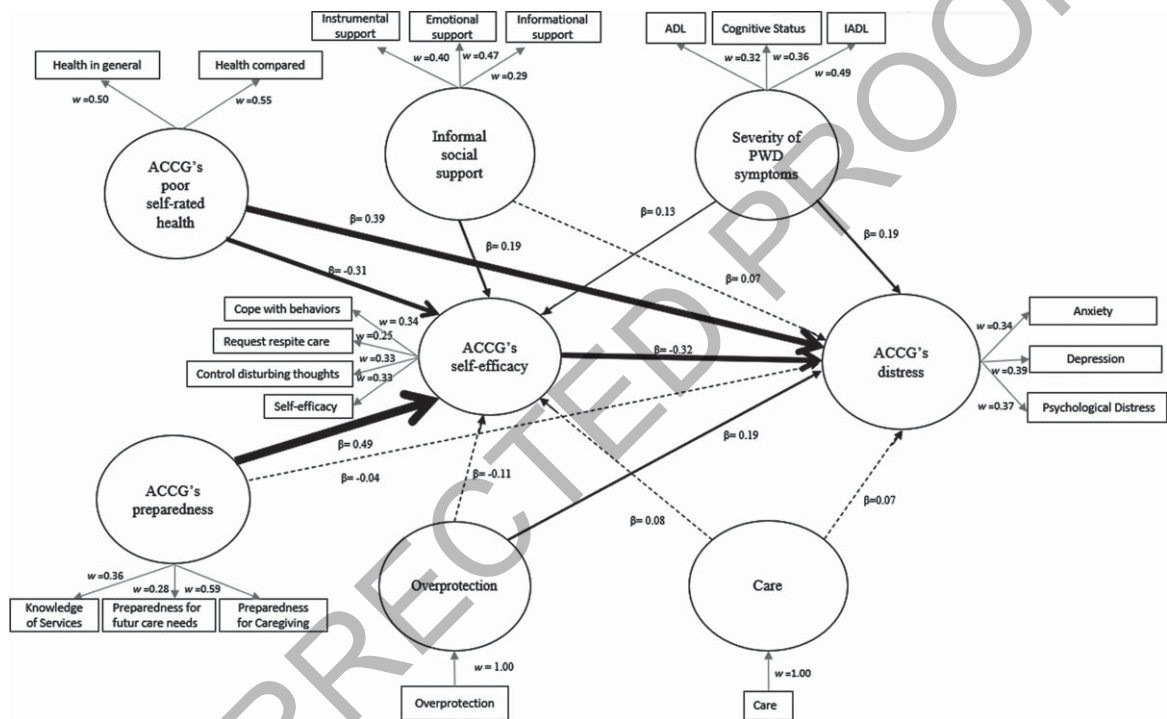 Instrumental
support
Emotional
support
Informational
support
ADL
Cognitive Status
IADL
w =0.40
w =0.47
w =0.29
w =0.32
w =0.36
w =0.49
Health in general
Health compared
w =0.50
w =0.55
ACCG's
poor
self-rated
health
Informal
social
support
Severity of
PWD
symptoms
β= 0.39
β= 0.19
β= 0.13
β= 0.19
β= -0.31
β= 0.07
Cope with behaviors
w = 0.34
Request respite care
w =0.25
Control disturbing thoughts
w =0.33
Self-efficacy
w =0.33
ACCG's
self-efficacy
β= -0.32
ACCG's
distress
Anxiety
w =0.34
Depression
w =0.39
Psychological Distress
w =0.37
β= 0.49
β= -0.04
β= -0.11
β= 0.19
β= 0.08
β=0.07
ACCG's
preparedness
Overprotection
Care
w =0.36
w =0.28
w =0.59
Knowledge
of Services
Preparedness for
futur care needs
Preparedness
for Caregiving
w = 1.00
Overprotection
w =1.00
Care
RRECTED PROO